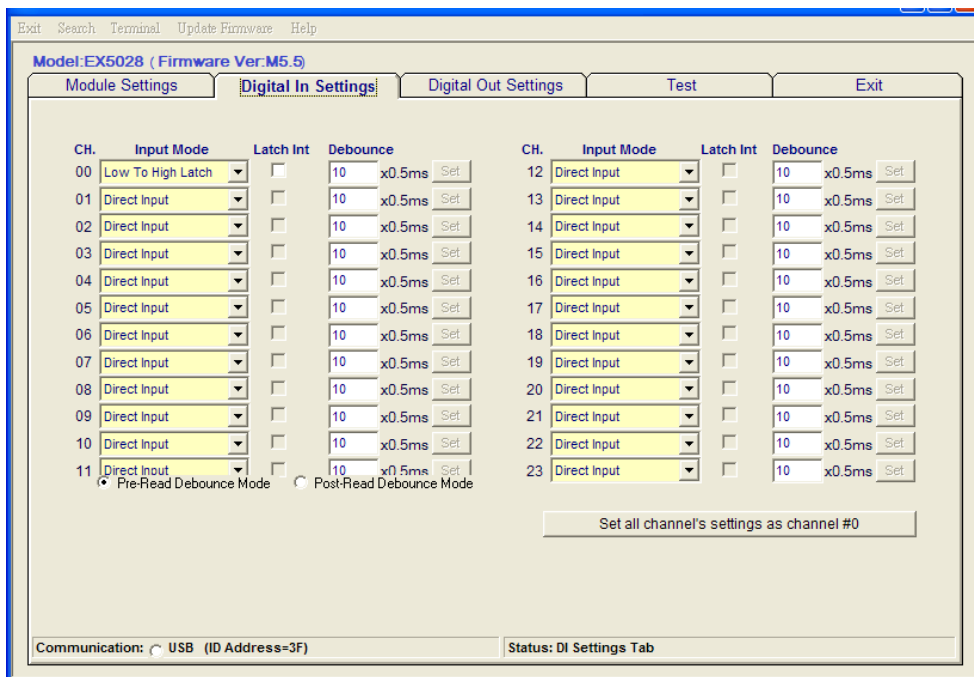 Exit Search Terminal Update Firmware Help
Model:EX5028 ( Firmware Ver:M5.5)
Module Settings Digital In Settings Digital Out Settings Test Exit
CH. Input Mode Latch Int Debounce CH. Input Mode Latch Int Debounce
00 Low To High Latch 10 x0.5ms Set 12 Direct Input 10 x0.5ms Set
01 Direct Input 10 x0.5ms Set 13 Direct Input 10 x0.5ms Set
02 Direct Input 10 x0.5ms Set 14 Direct Input 10 x0.5ms Set
03 Direct Input 10 x0.5ms Set 15 Direct Input 10 x0.5ms Set
04 Direct Input 10 x0.5ms Set 16 Direct Input 10 x0.5ms Set
05 Direct Input 10 x0.5ms Set 17 Direct Input 10 x0.5ms Set
06 Direct Input 10 x0.5ms Set 18 Direct Input 10 x0.5ms Set
07 Direct Input 10 x0.5ms Set 19 Direct Input 10 x0.5ms Set
08 Direct Input 10 x0.5ms Set 20 Direct Input 10 x0.5ms Set
09 Direct Input 10 x0.5ms Set 21 Direct Input 10 x0.5ms Set
10 Direct Input 10 x0.5ms Set 22 Direct Input 10 x0.5ms Set
11 Direct Input 10 x0.5ms Set 23 Direct Input 10 x0.5ms Set
Pre-Read Debounce Mode Post-Read Debounce Mode
Set all channel's settings as channel #0
Communication: USB (ID Address=3F) Status: DI Settings Tab